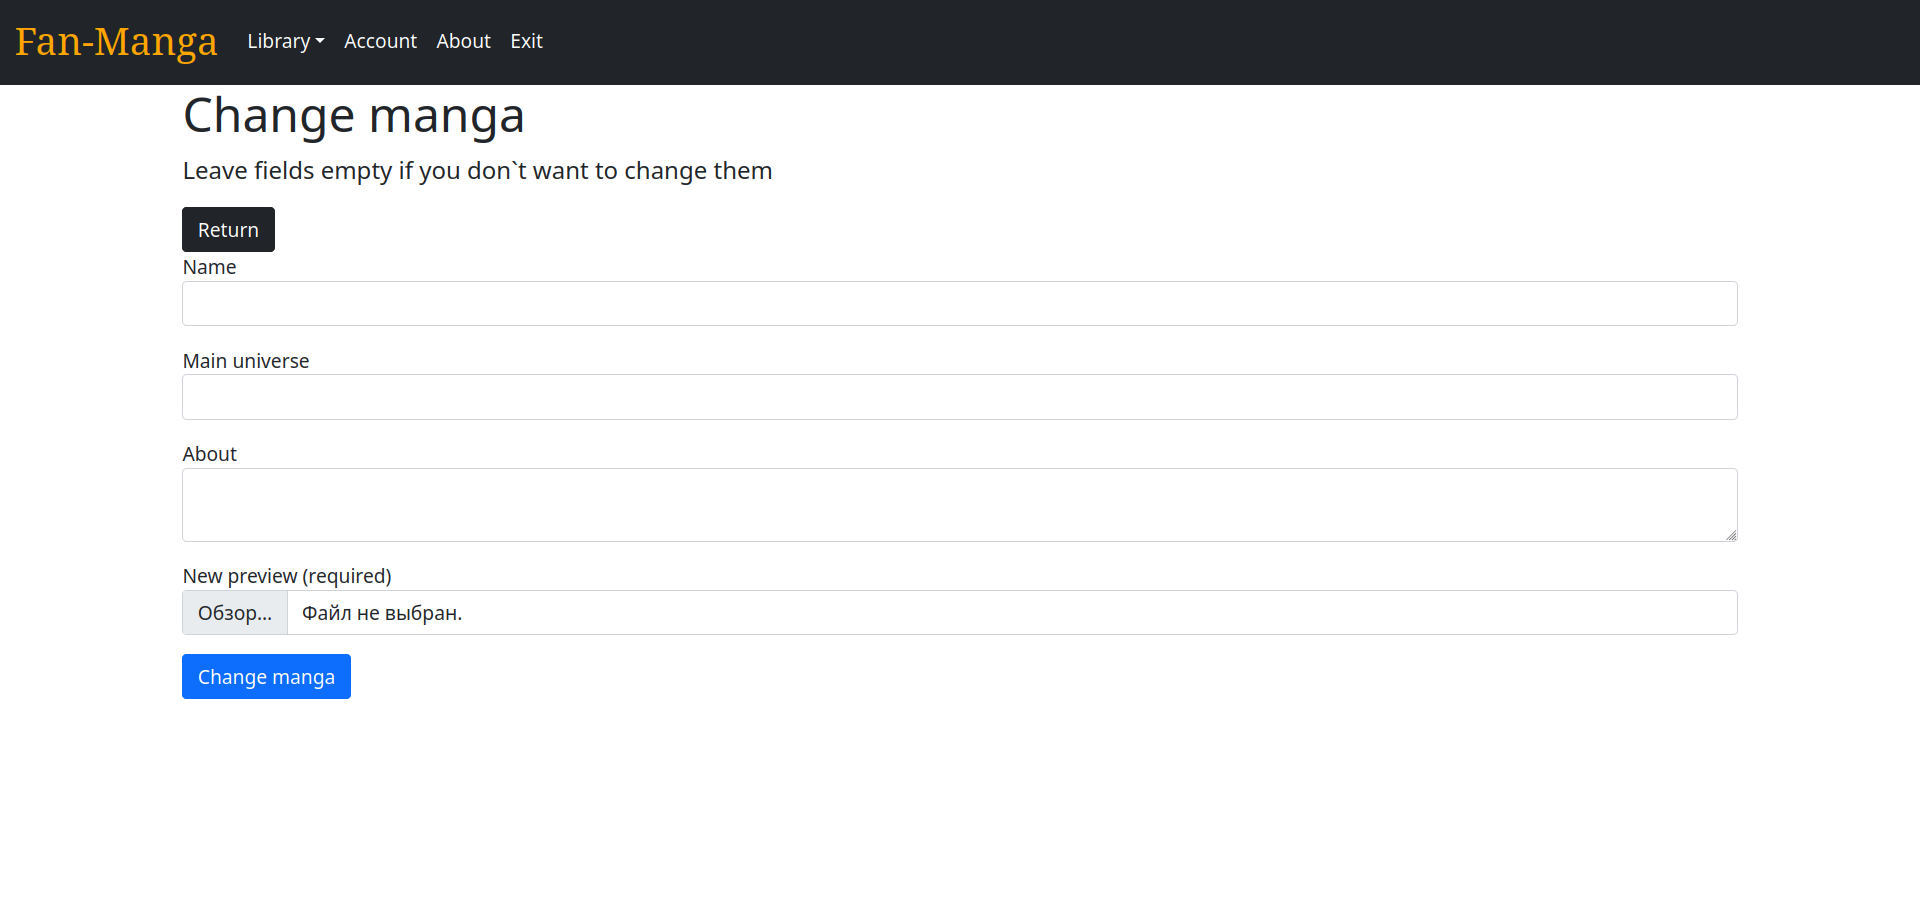 Fan-Manga Library Account About Exit
Change manga
Leave fields empty if you don`t want to change them
Return
Name
Main universe
About
New preview (required)
Обзор... Файл не выбран.
Change manga